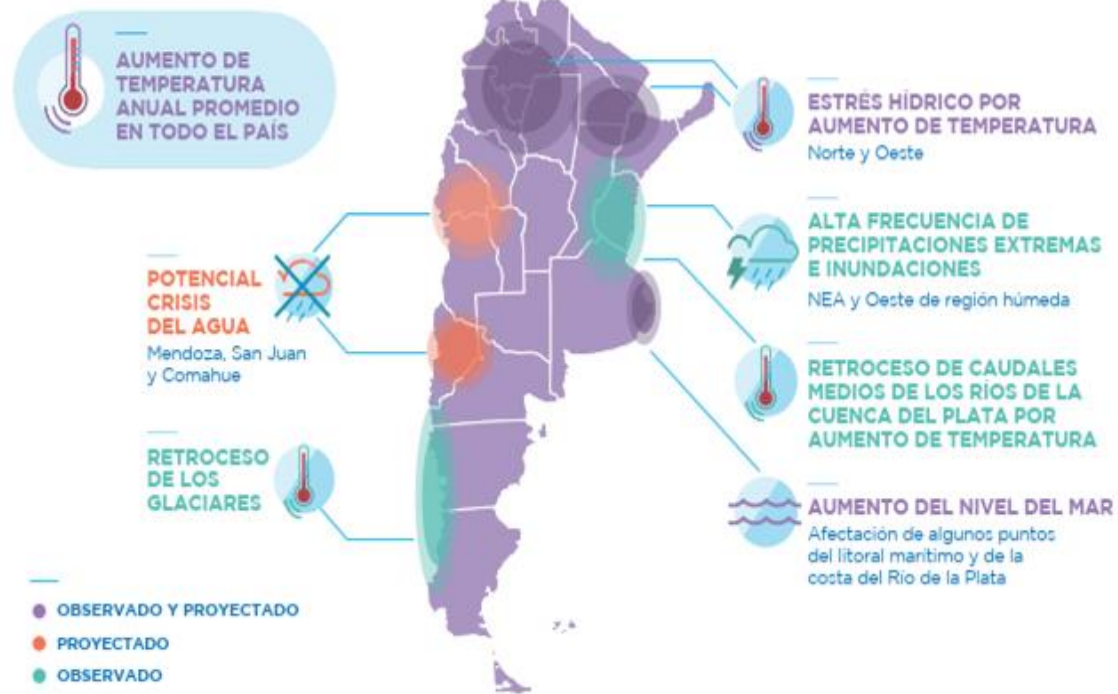 AUMENTO DE
TEMPERATURA
ANUAL PROMEDIO
EN TODO EL PAÍS
ESTRÉS HÍDRICO POR
AUMENTO DE TEMPERATURA
Norte y Oeste
ALTA FRECUENCIA DE
PRECIPITACIONES EXTREMAS
E INUNDACIONES
NEA y Oeste de región húmeda
POTENCIAL
CRISIS
DEL AGUA
Mendoza, San Juan
y Comahue
RETROCESO DE CAUDALES
MEDIOS DE LOS RÍOS DE LA
CUENCA DEL PLATA POR
AUMENTO DE TEMPERATURA
RETROCESO
DE LOS
GLACIARES
AUMENTO DEL NIVEL DEL MAR
Afectación de algunos puntos
del litoral marítimo y de la
costa del Río de la Plata
OBSERVADO Y PROYECTADO
PROYECTADO
OBSERVADO